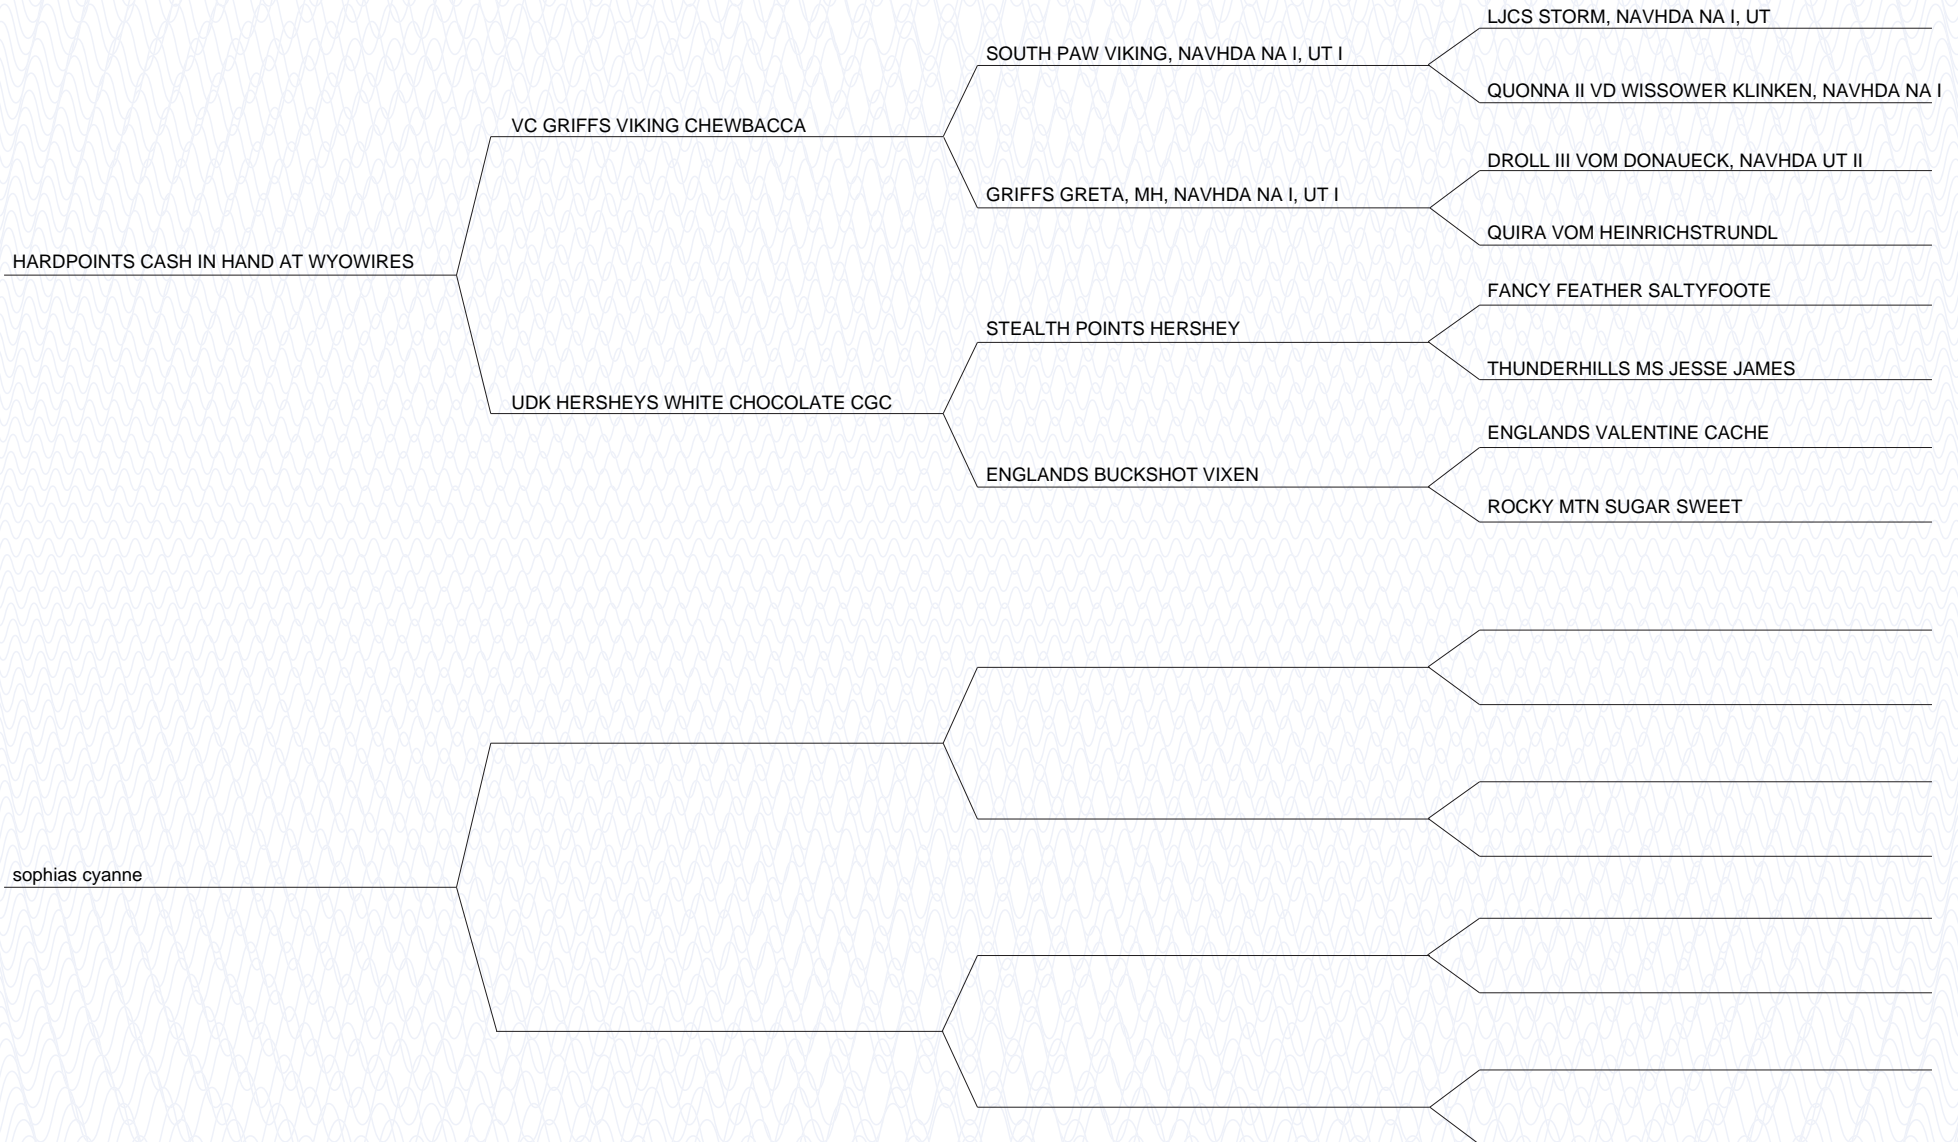 LJCS STORM, NAVHDA NA I, UT
SOUTH PAW VIKING, NAVHDA NA I, UT I
QUONNA II VD WISSOWER KLINKEN, NAVHDA NA I
VC GRIFFS VIKING CHEWBACCA
DROLL III VOM DONAUECK, NAVHDA UT II
GRIFFS GRETA, MH, NAVHDA NA I, UT I
QUIRA VOM HEINRICHSTRUNDL
HARDPOINTS CASH IN HAND AT WYOWIRES
FANCY FEATHER SALTYFOOTE
STEALTH POINTS HERSHEY
THUNDERHILLS MS JESSE JAMES
UDK HERSHEYS WHITE CHOCOLATE CGC
ENGLANDS VALENTINE CACHE
ENGLANDS BUCKSHOT VIXEN
ROCKY MTN SUGAR SWEET
sophias cyanne